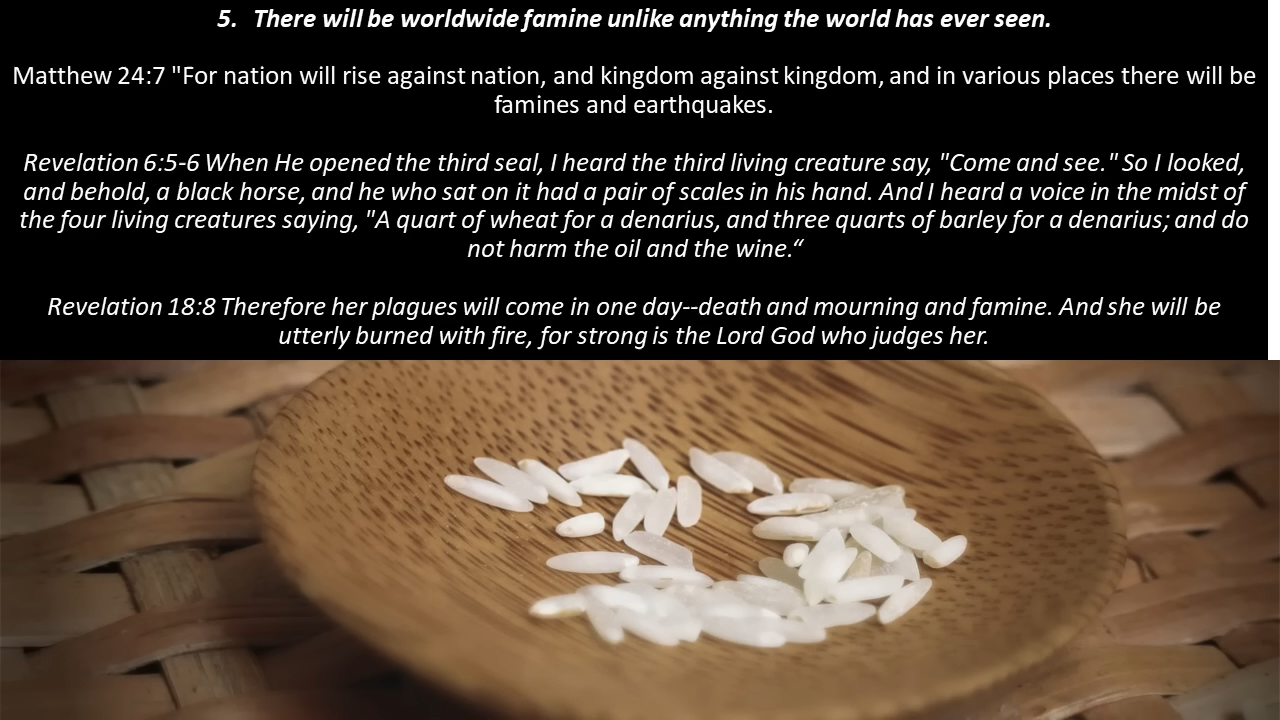 5. There will be worldwide famine unlike anything the world has ever seen.
Matthew 24:7 "For nation will rise against nation, and kingdom against kingdom, and in various places there will be
famines and earthquakes.
Revelation 6:5-6 When He opened the third seal, I heard the third living creature say, "Come and see." So I looked,
and behold, a black horse, and he who sat on it had a pair of scales in his hand. And I heard a voice in the midst of
the four living creatures saying, "A quart of wheat for a denarius, and three quarts of barley for a denarius; and do
not harm the oil and the wine.“
Revelation 18:8 Therefore her plagues will come in one day--death and mourning and famine. And she will be
utterly burned with fire, for strong is the Lord God who judges her.